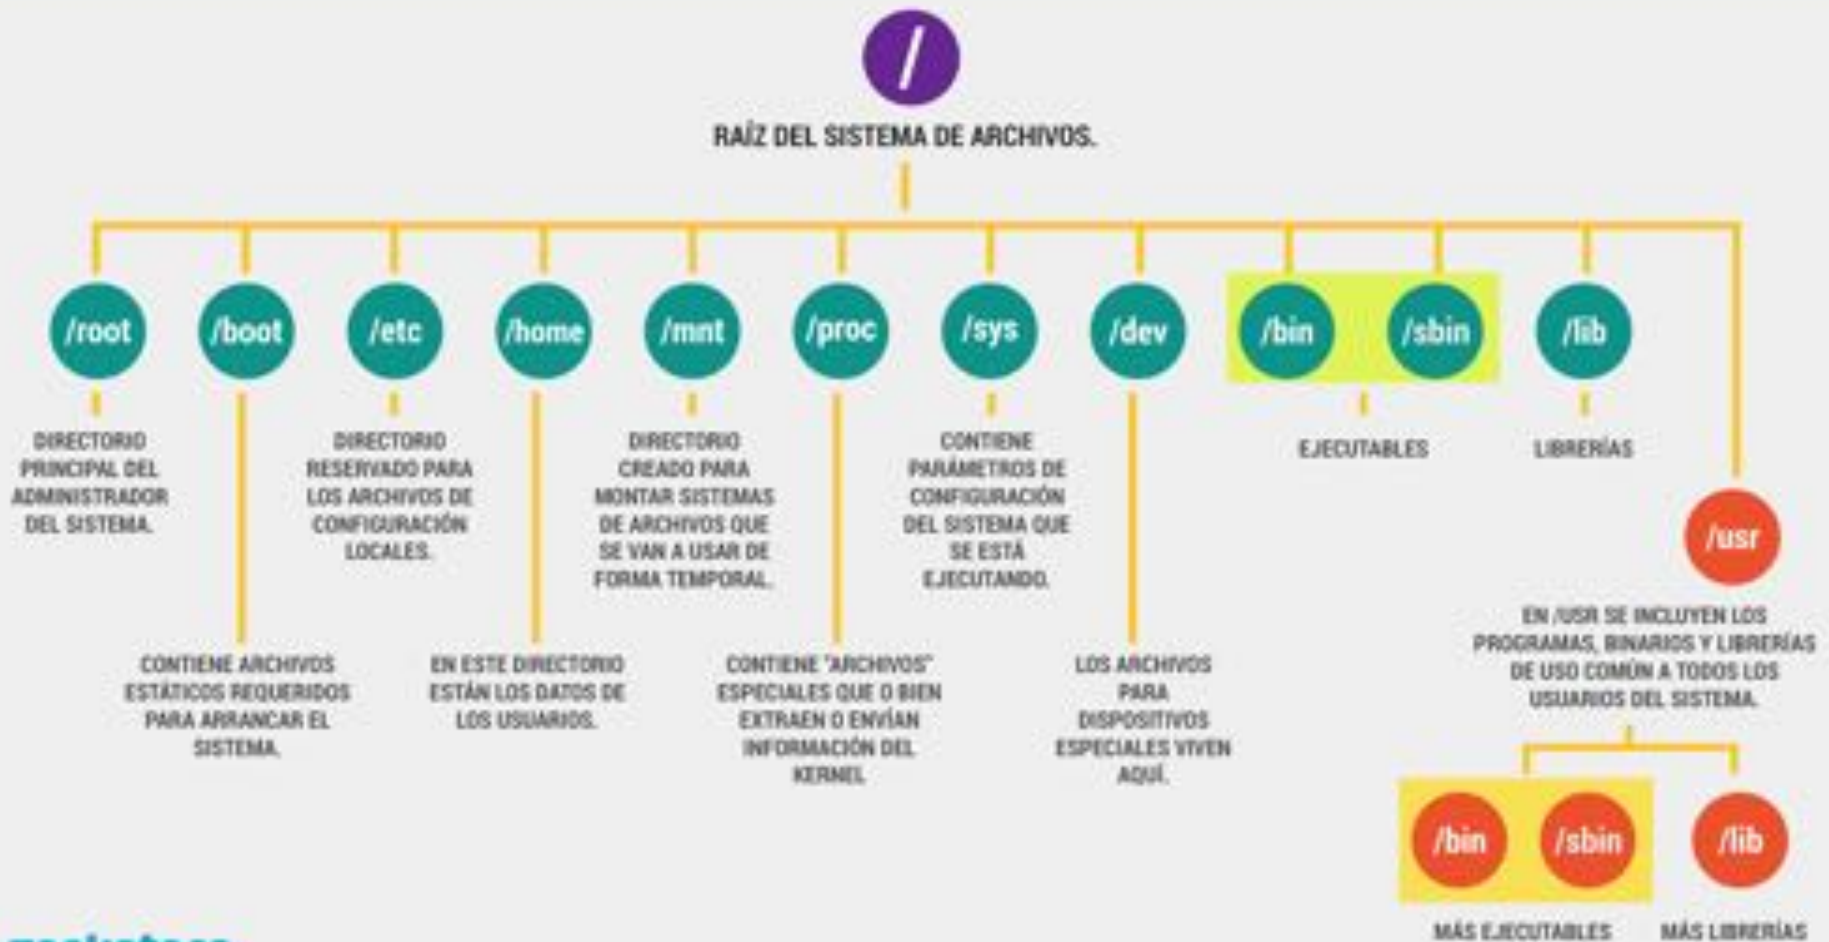 /
RAÍZ DEL SISTEMA DE ARCHIVOS.
/root
/boot
/etc
/home
/mnt
/proc
/sys
/dev
/bin
/sbin
/lib
DIRECTORIO
PRINCIPAL DEL
ADMINISTRADOR
DEL SISTEMA.
CONTIENE ARCHIVOS
ESTÁTICOS REQUERIDOS
PARA ARRANCAR EL
SISTEMA.
DIRECTORIO
RESERVADO PARA
LOS ARCHIVOS DE
CONFIGURACIÓN
LOCALES.
EN ESTE DIRECTORIO
ESTÁN LOS DATOS DE
LOS USUARIOS.
DIRECTORIO
CREADO PARA
MONTAR SISTEMAS
DE ARCHIVOS QUE
SE VAN A USAR DE
FORMA TEMPORAL.
CONTIENE "ARCHIVOS"
ESPECIALES QUE O BIEN
EXTRAEN O ENVÍAN
INFORMACIÓN DEL
KERNEL
CONTIENE
PARÁMETROS DE
CONFIGURACIÓN
DEL SISTEMA QUE
SE ESTÁ
EJECUTANDO.
LOS ARCHIVOS
PARA
DISPOSITIVOS
ESPECIALES VIVEN
AQUÍ.
EJECUTABLES
LIBRERÍAS
/usr
EN /USR SE INCLUYEN LOS
PROGRAMAS, BINARIOS Y LIBRERÍAS
DE USO COMÚN A TODOS LOS
USUARIOS DEL SISTEMA.
/bin
/sbin
/lib
MÁS EJECUTABLES
MÁS LIBRERÍAS